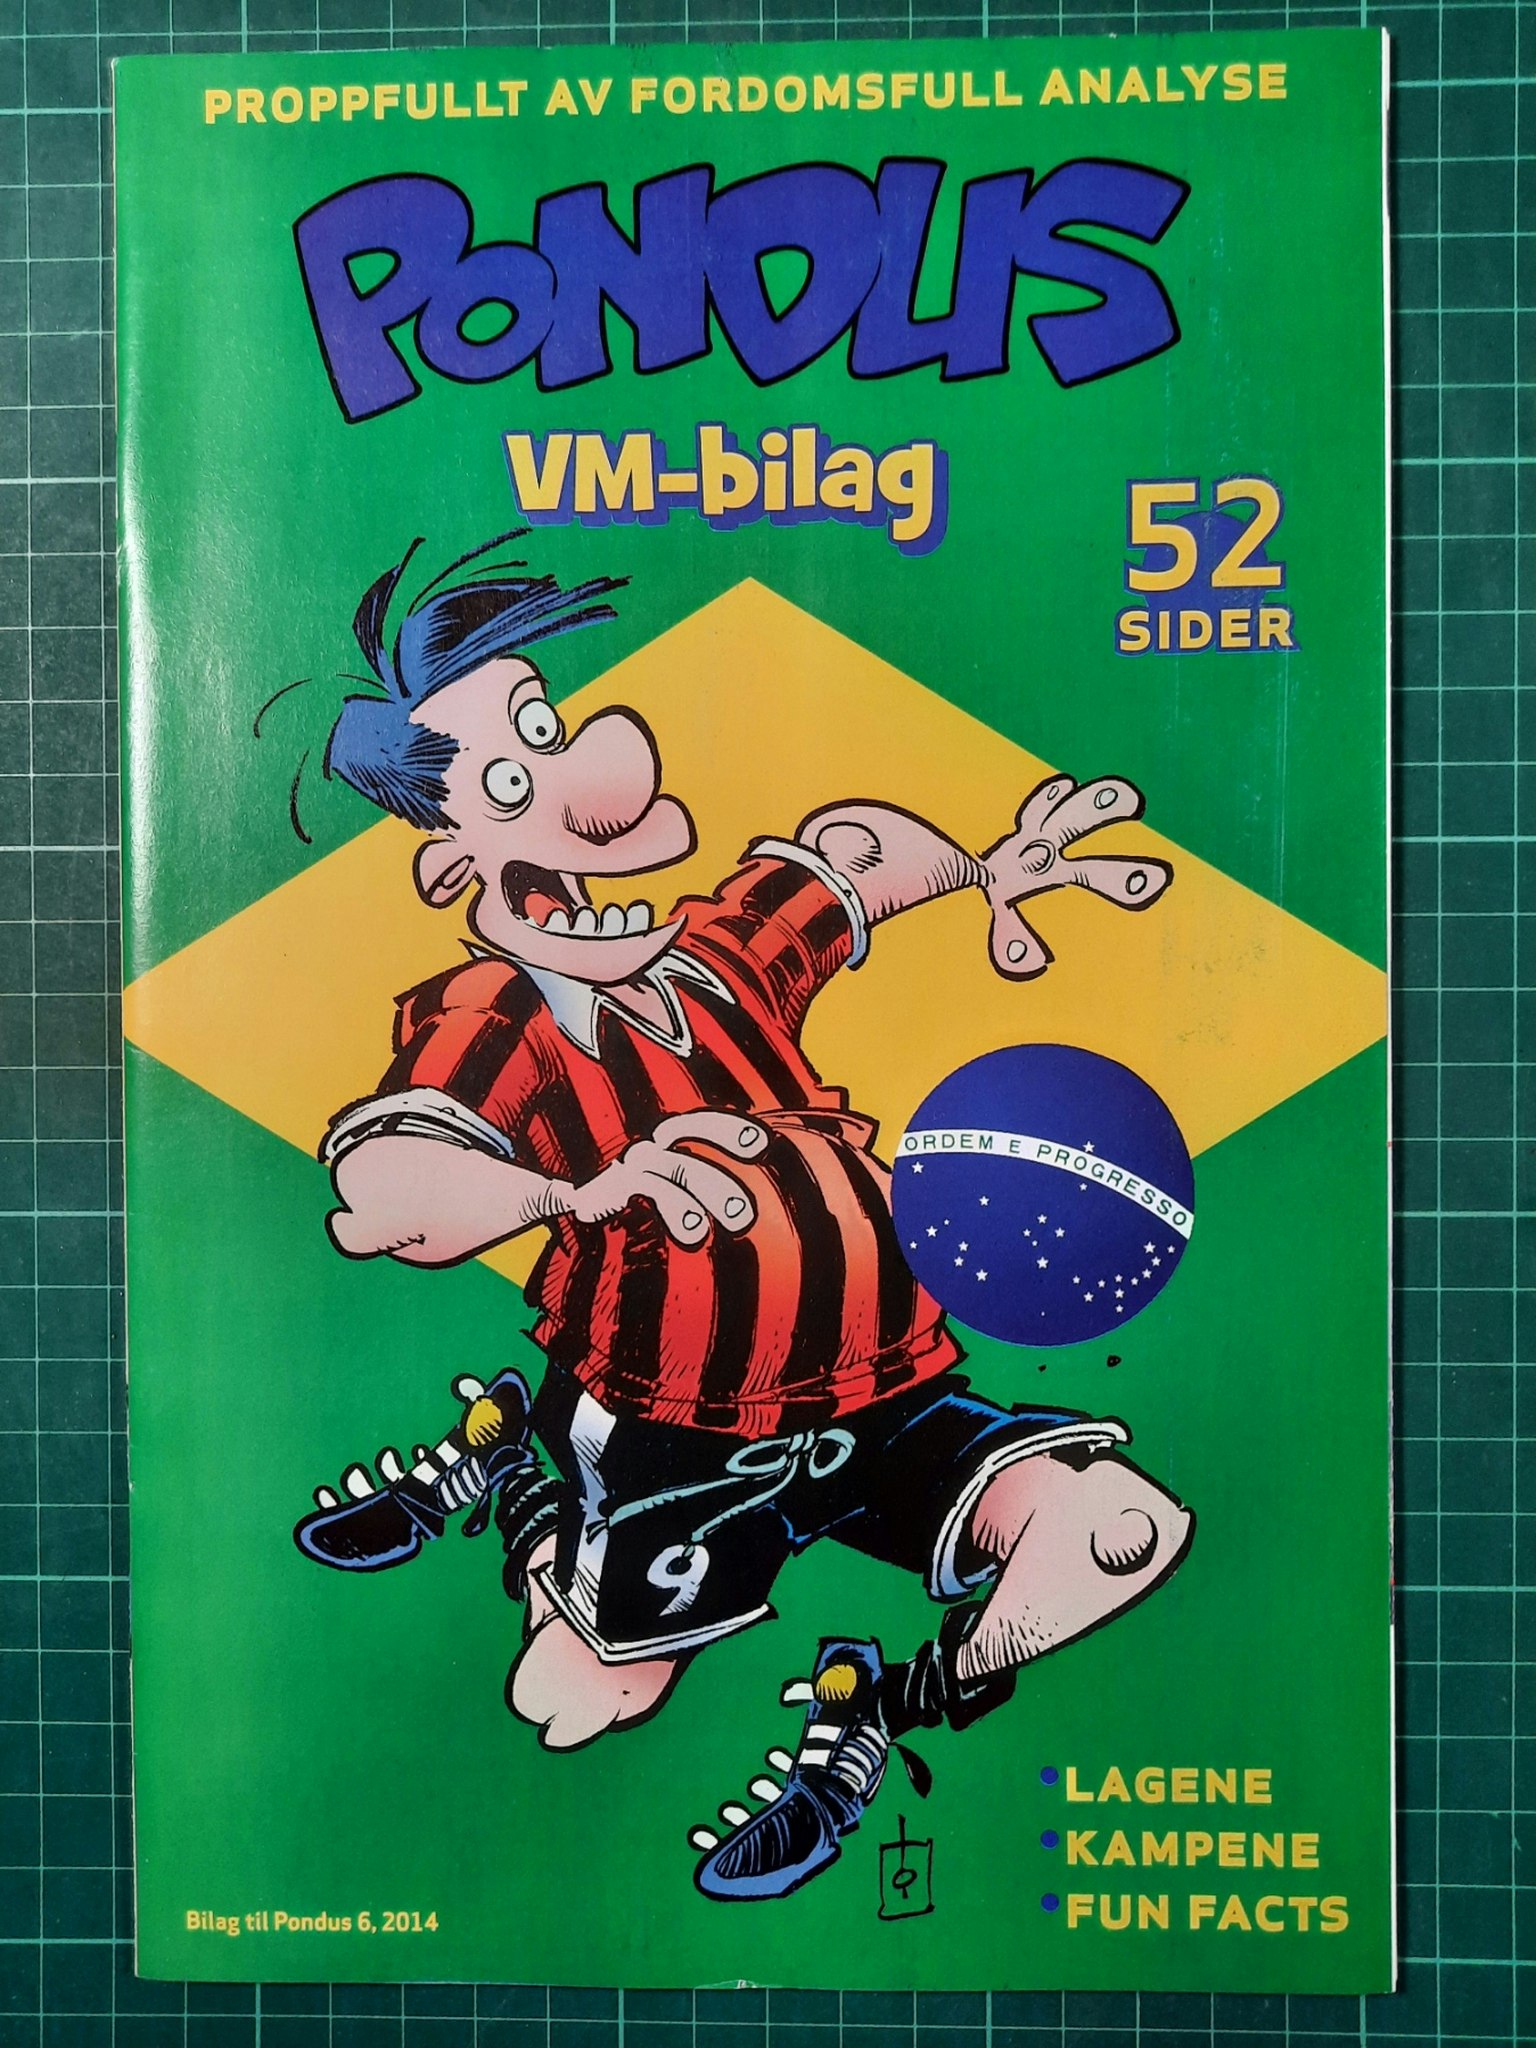 PROPPFULLT AV FORDOMSFULL ANALYSE
PONDUS
VM-bilag
52
SIDER
ORDEM E PROGRESSO
9
•LAGENE
•KAMPENE
•FUN FACTS
Bilag til Pondus 6, 2014